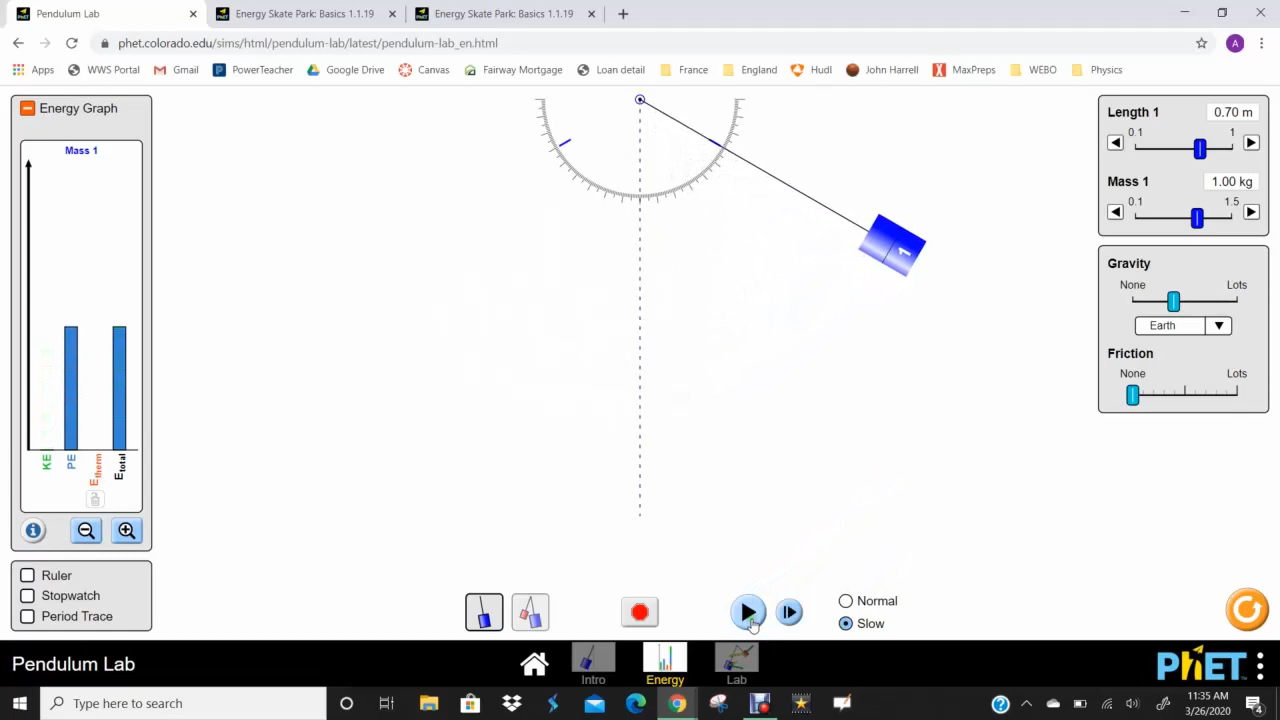 Pendulum Lab
Energy Skate Park: Basics 1.1.19
Energy Skate Park: Basics 1.1.19
phet.colorado.edu/sims/html/pendulum-lab/latest/pendulum-lab_en.html
A
Apps
WWS Portal
Gmail
PowerTeacher
Google Drive
Canvas
Fairway Mortgage
Loan detail
France
England
Hudl
John Harrell
MaxPreps
WEBO
Physics
Energy Graph
Mass 1
KE
PE
Etherm
Etotal
Ruler
Stopwatch
Period Trace
1
Length 1
0.70 m
0.1
1
Mass 1
1.00 kg
0.1
1.5
Gravity
None
Lots
Earth
Friction
None
Lots
Normal
Slow
Pendulum Lab
Intro
Energy
Lab
PhET
Type here to search
11:35 AM
3/26/2020
4